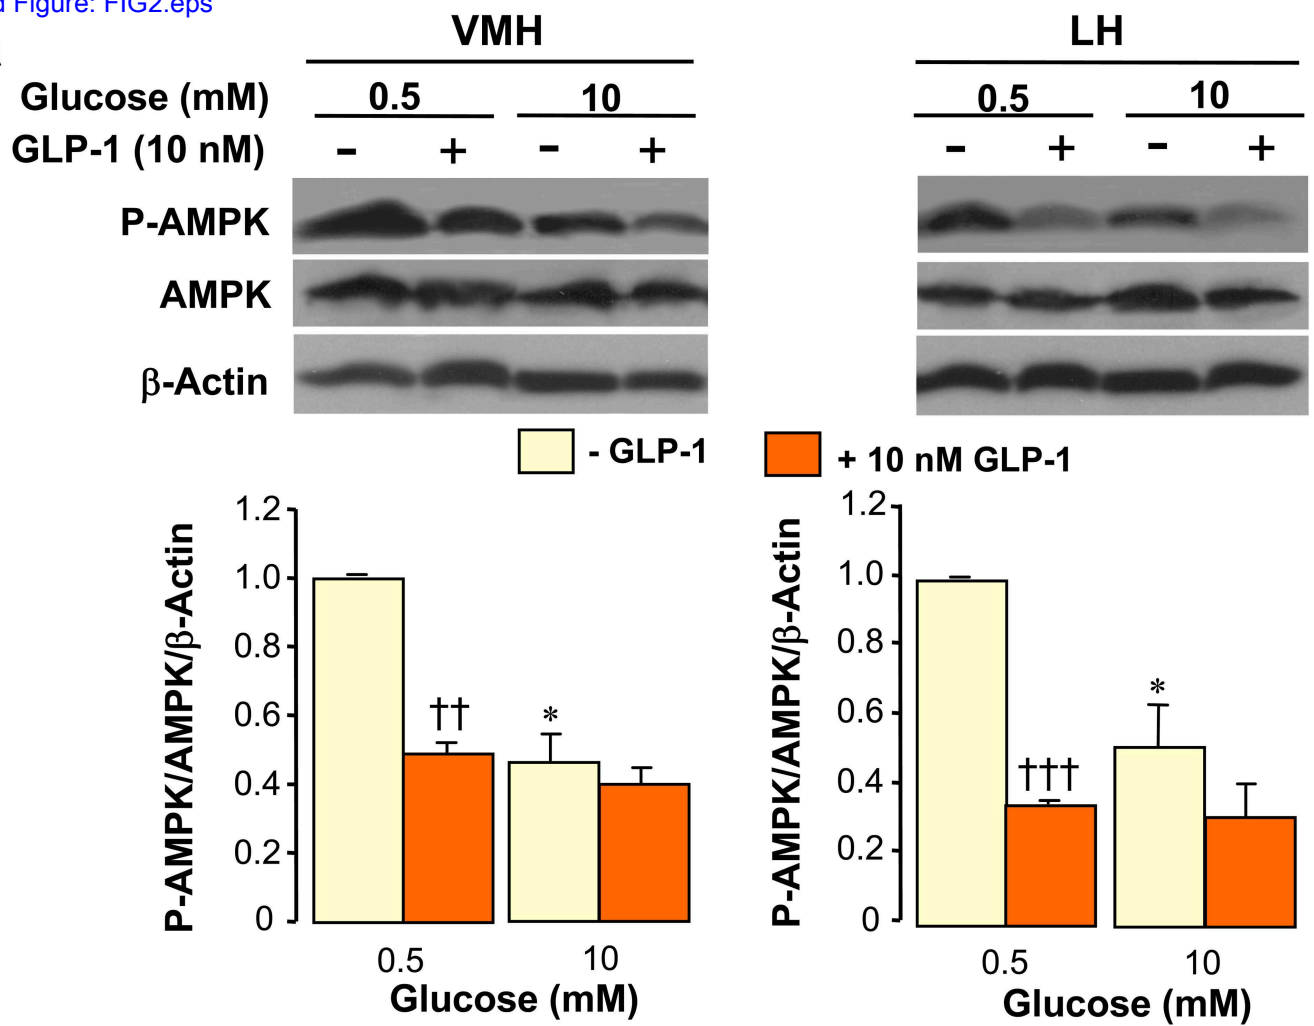 Figure: FIG2.eps
VMH
LH
Glucose (mM) 0.5 10 0.5 10
GLP-1 (10 nM) - + - + - + - +
P-AMPK
AMPK
β-Actin
- GLP-1 + 10 nM GLP-1
P-AMPK/AMPK/β-Actin
1.2
1.0
0.8
0.6
0.4
0.2
0
†† *
0.5 10
Glucose (mM)
P-AMPK/AMPK/β-Actin
1.2
1.0
0.8
0.6
0.4
0.2
0
††† *
0.5 10
Glucose (mM)